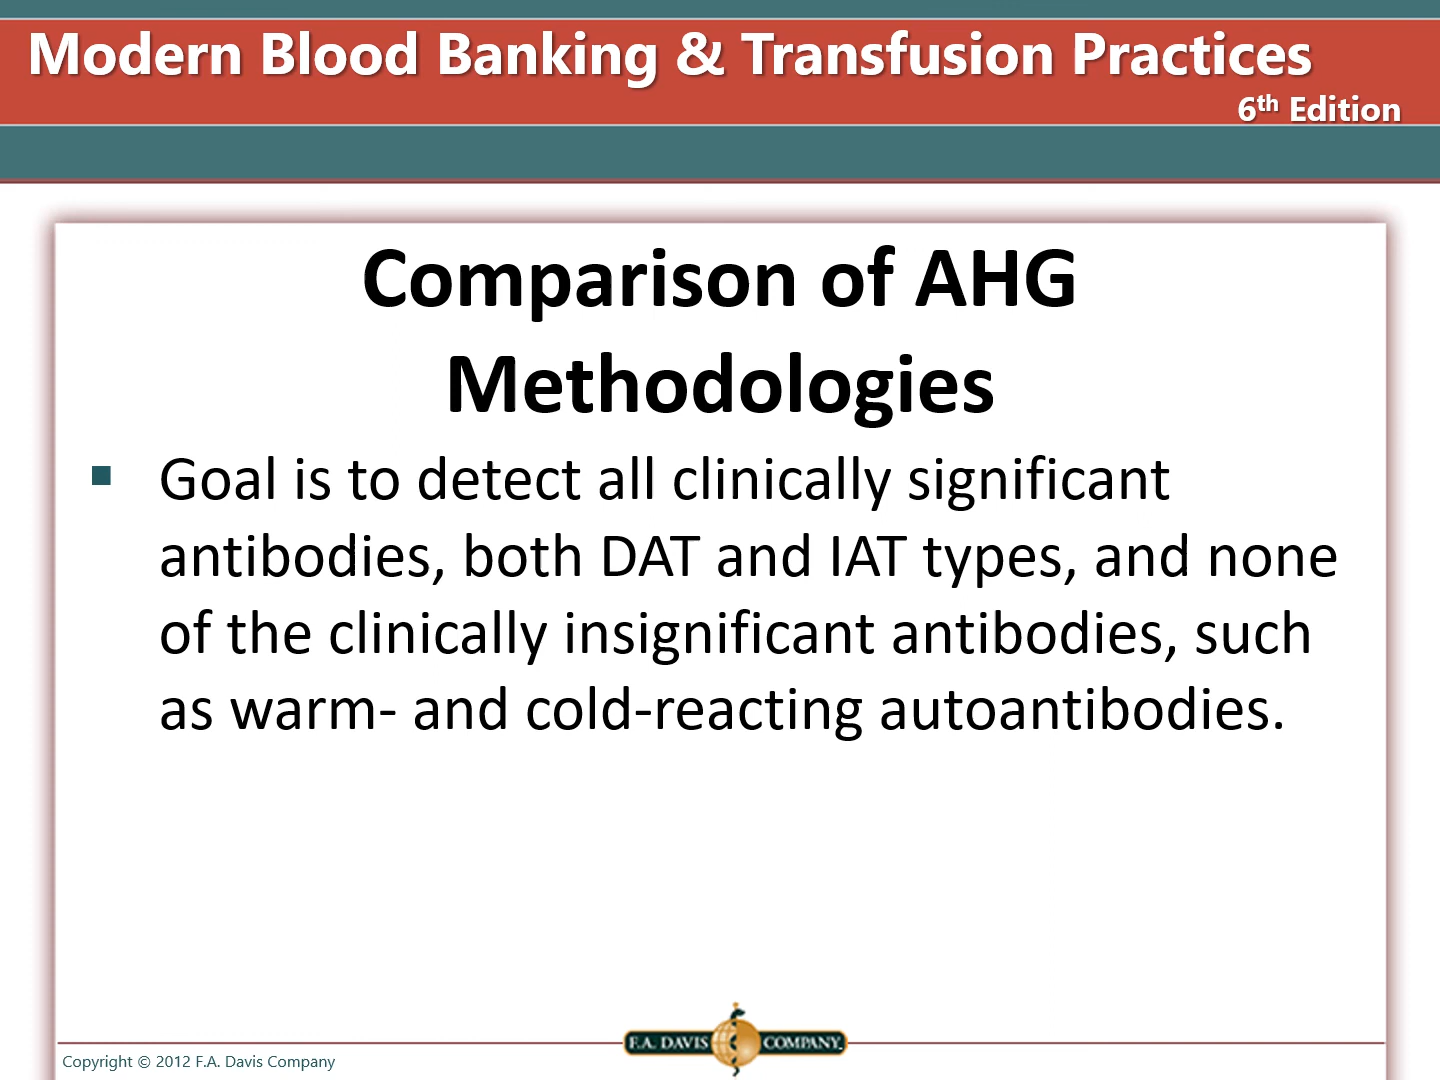 Modern Blood Banking & Transfusion Practices
6th Edition
Comparison of AHG
Methodologies
▪ Goal is to detect all clinically significant
antibodies, both DAT and IAT types, and none
of the clinically insignificant antibodies, such
as warm- and cold-reacting autoantibodies.
F.A. DAVIS COMPANY
Copyright © 2012 F.A. Davis Company